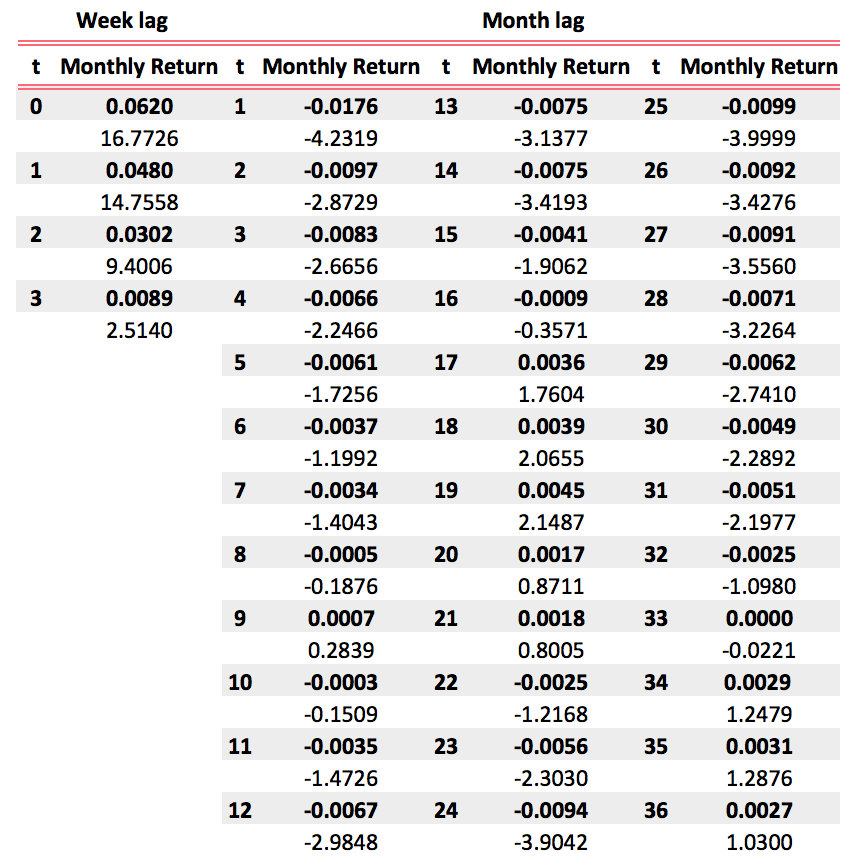 Week lag Month lag
t Monthly Return t Monthly Return t Monthly Return t Monthly Return
0 0.0620 1 -0.0176 13 -0.0075 25 -0.0099
16.7726 -4.2319 -3.1377 -3.9999
1 0.0480 2 -0.0097 14 -0.0075 26 -0.0092
14.7558 -2.8729 -3.4193 -3.4276
2 0.0302 3 -0.0083 15 -0.0041 27 -0.0091
9.4006 -2.6656 -1.9062 -3.5560
3 0.0089 4 -0.0066 16 -0.0009 28 -0.0071
2.5140 -2.2466 -0.3571 -3.2264
5 -0.0061 17 0.0036 29 -0.0062
-1.7256 1.7604 -2.7410
6 -0.0037 18 0.0039 30 -0.0049
-1.1992 2.0655 -2.2892
7 -0.0034 19 0.0045 31 -0.0051
-1.4043 2.1487 -2.1977
8 -0.0005 20 0.0017 32 -0.0025
-0.1876 0.8711 -1.0980
9 0.0007 21 0.0018 33 0.0000
0.2839 0.8005 -0.0221
10 -0.0003 22 -0.0025 34 0.0029
-0.1509 -1.2168 1.2479
11 -0.0035 23 -0.0056 35 0.0031
-1.4726 -2.3030 1.2876
12 -0.0067 24 -0.0094 36 0.0027
-2.9848 -3.9042 1.0300